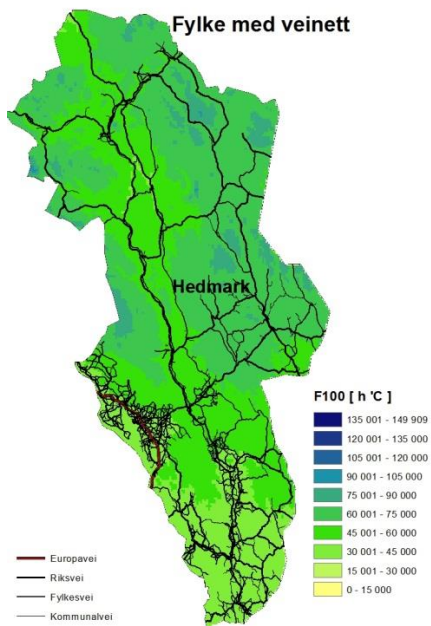 Fylke med veinett
Hedmark
F100 [ h 'C ]
135 001 - 149 909
120 001 - 135 000
105 001 - 120 000
90 001 - 105 000
75 001 - 90 000
60 001 - 75 000
45 001 - 60 000
30 001 - 45 000
15 001 - 30 000
0 - 15 000
Europavei
Riksvei
Fylkesvei
Kommunalvei